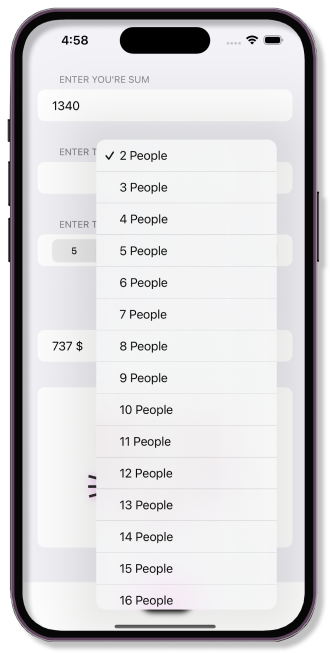 4:58
ENTER YOU'RE SUM
1340
ENTER T
✓ 2 People
3 People
4 People
ENTER T
5 People
5
6 People
7 People
737 $
8 People
9 People
10 People
11 People
12 People
13 People
14 People
15 People
16 People